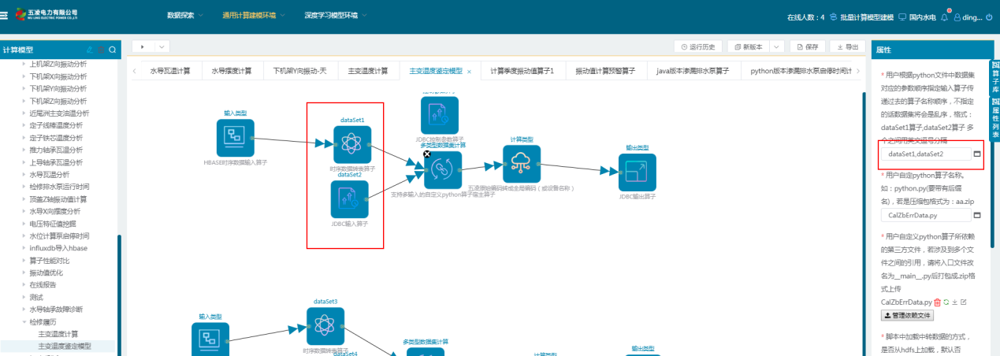 五凌电力有限公司
WU LING ELECTRIC POWER CO.,LTD
数据探索
通用计算建模环境
深度学习模型环境
在线人数：4
批量计算模型建模
国内水电
ding...
计算模型
上机架Z向振动分析
下机架X向振动分析
下机架Y向振动分析
下机架Z向振动分析
近尾洲主变油温分析
定子线棒温度分析
定子铁芯温度分析
推力轴承瓦温分析
上导轴承瓦温分析
水导瓦温分析
检修排水泵运行时间
顶盖Z轴振动值计算
水导X向摆度分析
电压特征值挖掘
水位计算泵启停时间
influxdb导入hbase
算子性能对比
振动值优化
在线报告
测试
水导轴承故障诊断
检修履历
主变温度计算
主变温度鉴定模型
运行历史
新版本
保存
导出
水导瓦温计算
水导摆度计算
下机架Y向振动-天
主变温度计算
主变温度鉴定模型
计算季度振动值算子1
振动值计算预警算子
java版本渗漏排水泵算子
python版本渗漏排水泵启停时间计
输入类型
HBASE时序数据输入算子
dataSet1
时序数据转表算子
dataSet2
JDBC输入算子
JDBC控制参数算子
多类型数据集计算
支持多输入的自定义python算子宿主算子
计算类型
五凌原始编码转成全局编码（或设备名称）
输出类型
JDBC输出算子
输入类型
dataSet3
时序数据转表算子
dataSet4
多类型数据集计算
计算类型
输出类型
属性
* 用户根据python文件中数据集
对应的参数顺序指定输入算子传
递过去的算子名称顺序，不指定
的话数据集将会是乱序，格式：
dataSet1算子,dataSet2算子 多
个之间用英文逗号分隔
dataSet1,dataSet2
* 用户自定python算子名称。
如：python.py(要带有后缀
名)，若是压缩包格式为：aa.zip
CalZbErrData.py
* 用户自定义python算子所依赖
的第三方文件，若涉及到多个文
件之间的引用，请将入口文件改
名为__main__.py后打包成.zip格
式上传
CalZbErrData.py
管理依赖文件
* 脚本中加载中转数据的方式，
是否从hdfs上加载，默认否
算子库
属性列表